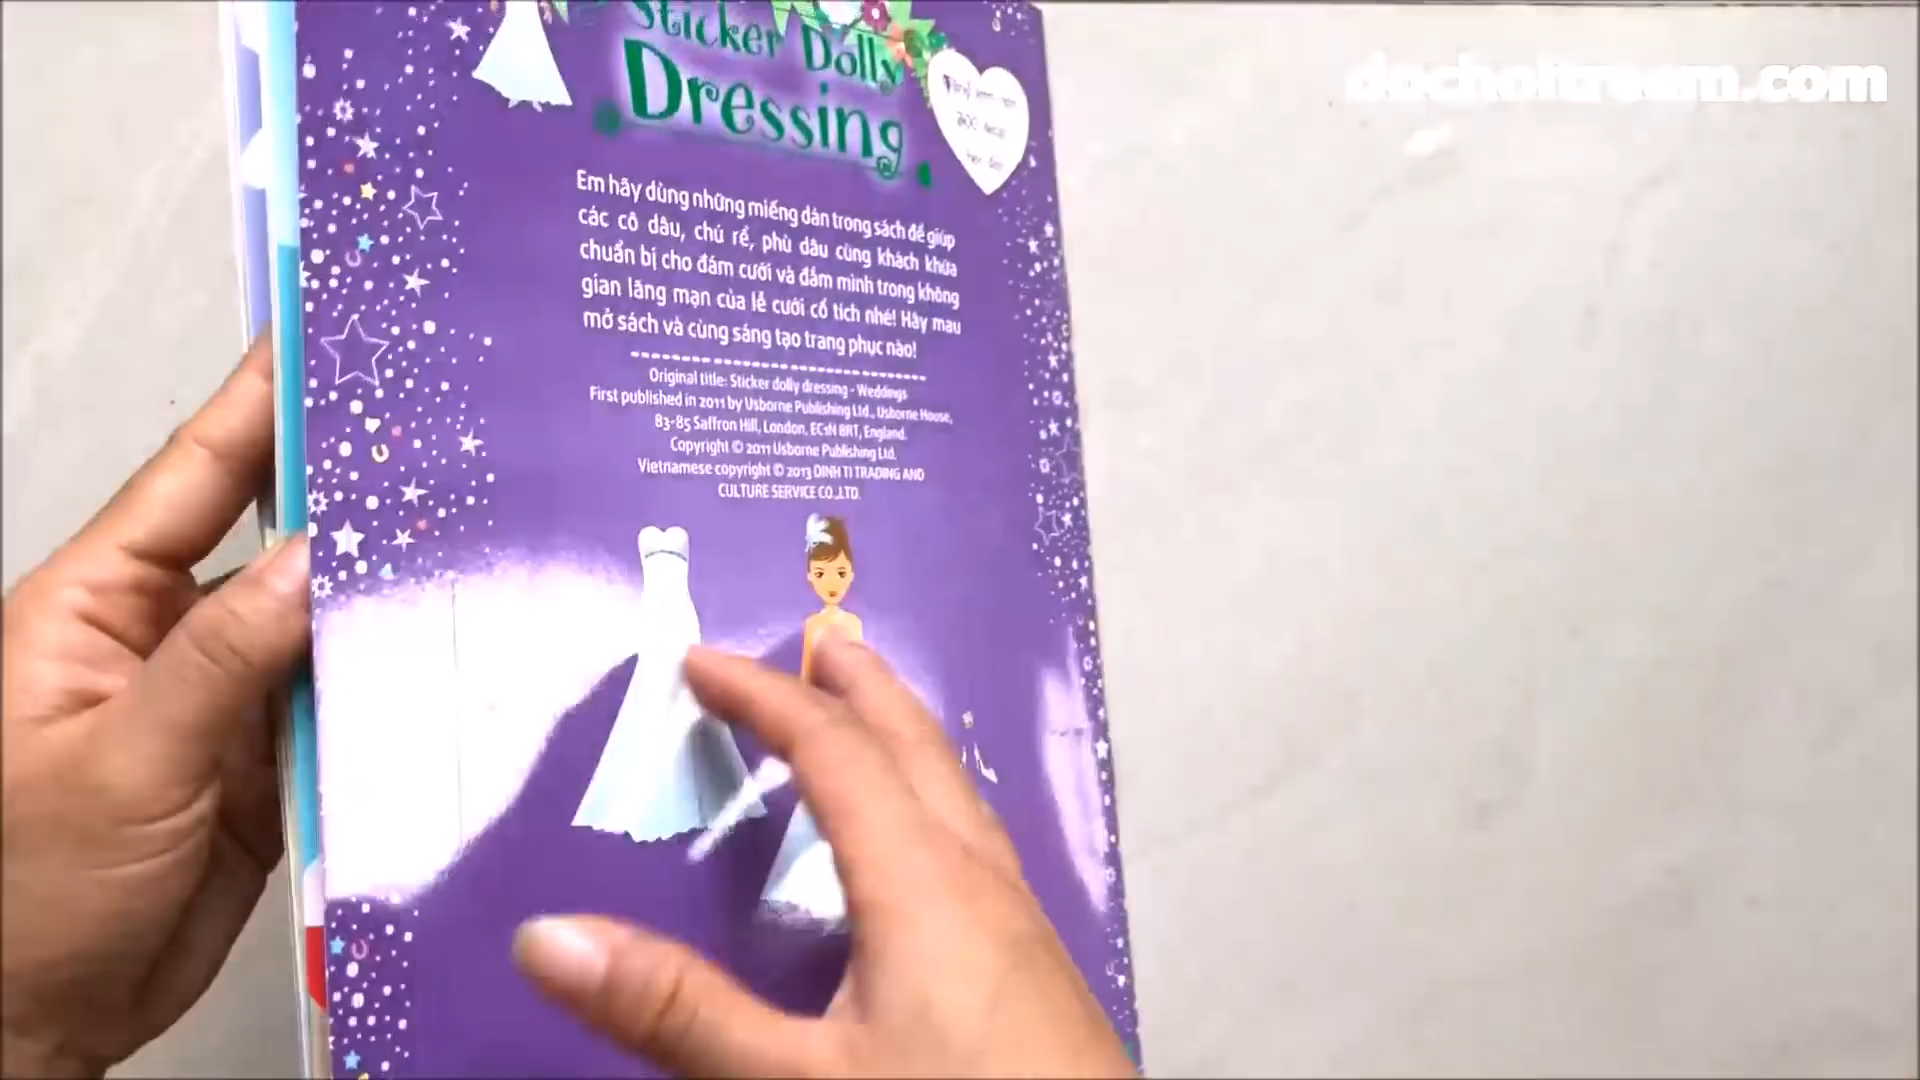 dochoitreem.com
Sticker Dolly
Dressing
200
Em hãy dùng những miếng dán trong sách để giúp
các cô dâu, chú rể, phù dâu cùng khách khứa
chuẩn bị cho đám cưới và đắm mình trong không
gian lãng mạn của lễ cưới cổ tích nhé! Hãy mau
mở sách và cùng sáng tạo trang phục nào!
Original title: Sticker dolly dressing - Weddings
First published in 2011 by Usborne Publishing Ltd., Usborne House,
83-85 Saffron Hill, London, EC1N 8RT, England.
Copyright © 2011 Usborne Publishing Ltd.
Vietnamese copyright © 2013 DINH TI TRADING AND
CULTURE SERVICE CO.,LTD.